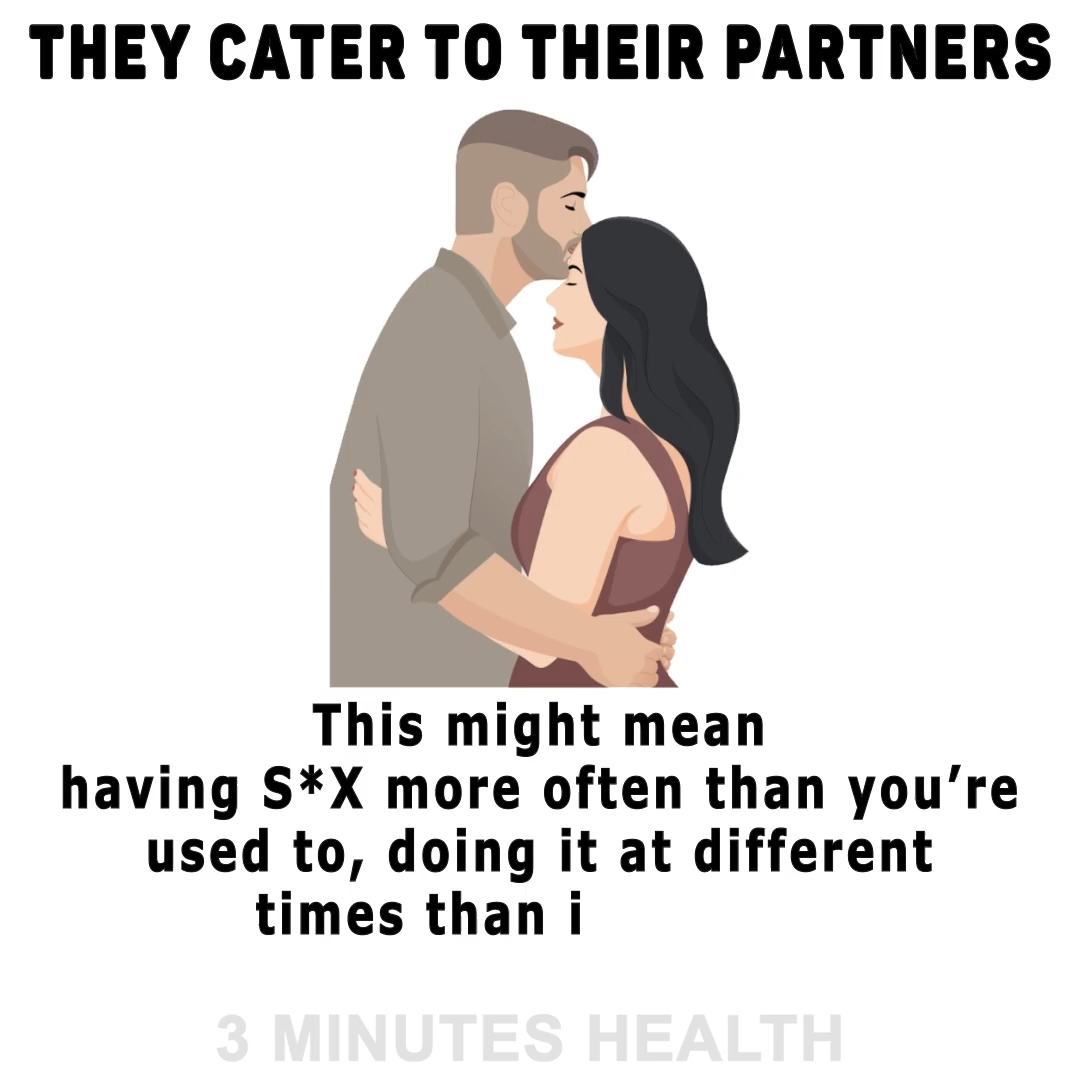 THEY CATER TO THEIR PARTNERS
This might mean
having S*X more often than you’re
used to, doing it at different
times than i
3 MINUTES HEALTH